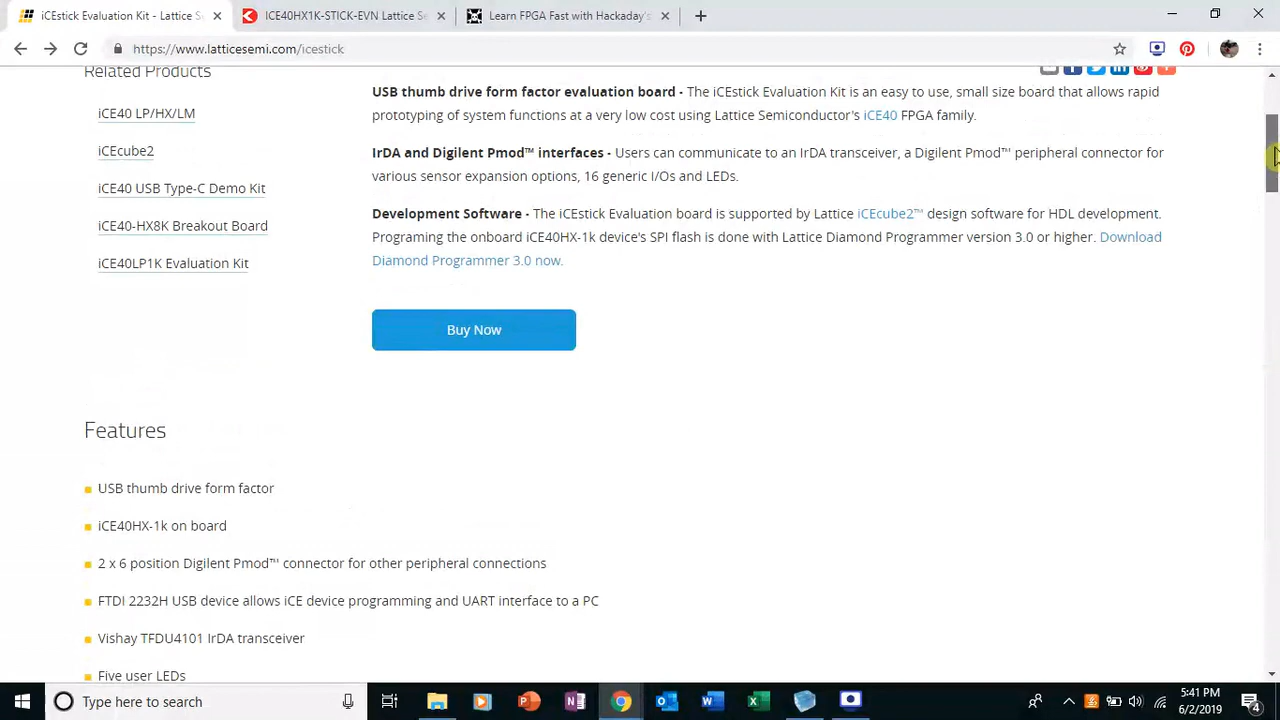 iCEstick Evaluation Kit - Lattice S
ICE40HX1K-STICK-EVN Lattice Se
Learn FPGA Fast with Hackaday's
https://www.latticesemi.com/icestick
Related Products
iCE40 LP/HX/LM
iCEcube2
iCE40 USB Type-C Demo Kit
iCE40-HX8K Breakout Board
iCE40LP1K Evaluation Kit
USB thumb drive form factor evaluation board - The iCEstick Evaluation Kit is an easy to use, small size board that allows rapid
prototyping of system functions at a very low cost using Lattice Semiconductor's iCE40 FPGA family.
IrDA and Digilent Pmod™ interfaces - Users can communicate to an IrDA transceiver, a Digilent Pmod™ peripheral connector for
various sensor expansion options, 16 generic I/Os and LEDs.
Development Software - The iCEstick Evaluation board is supported by Lattice iCEcube2™ design software for HDL development.
Programing the onboard iCE40HX-1k device's SPI flash is done with Lattice Diamond Programmer version 3.0 or higher. Download
Diamond Programmer 3.0 now.
Buy Now
Features
USB thumb drive form factor
iCE40HX-1k on board
2 x 6 position Digilent Pmod™ connector for other peripheral connections
FTDI 2232H USB device allows iCE device programming and UART interface to a PC
Vishay TFDU4101 IrDA transceiver
Five user LEDs
Type here to search
5:41 PM
6/2/2019
4